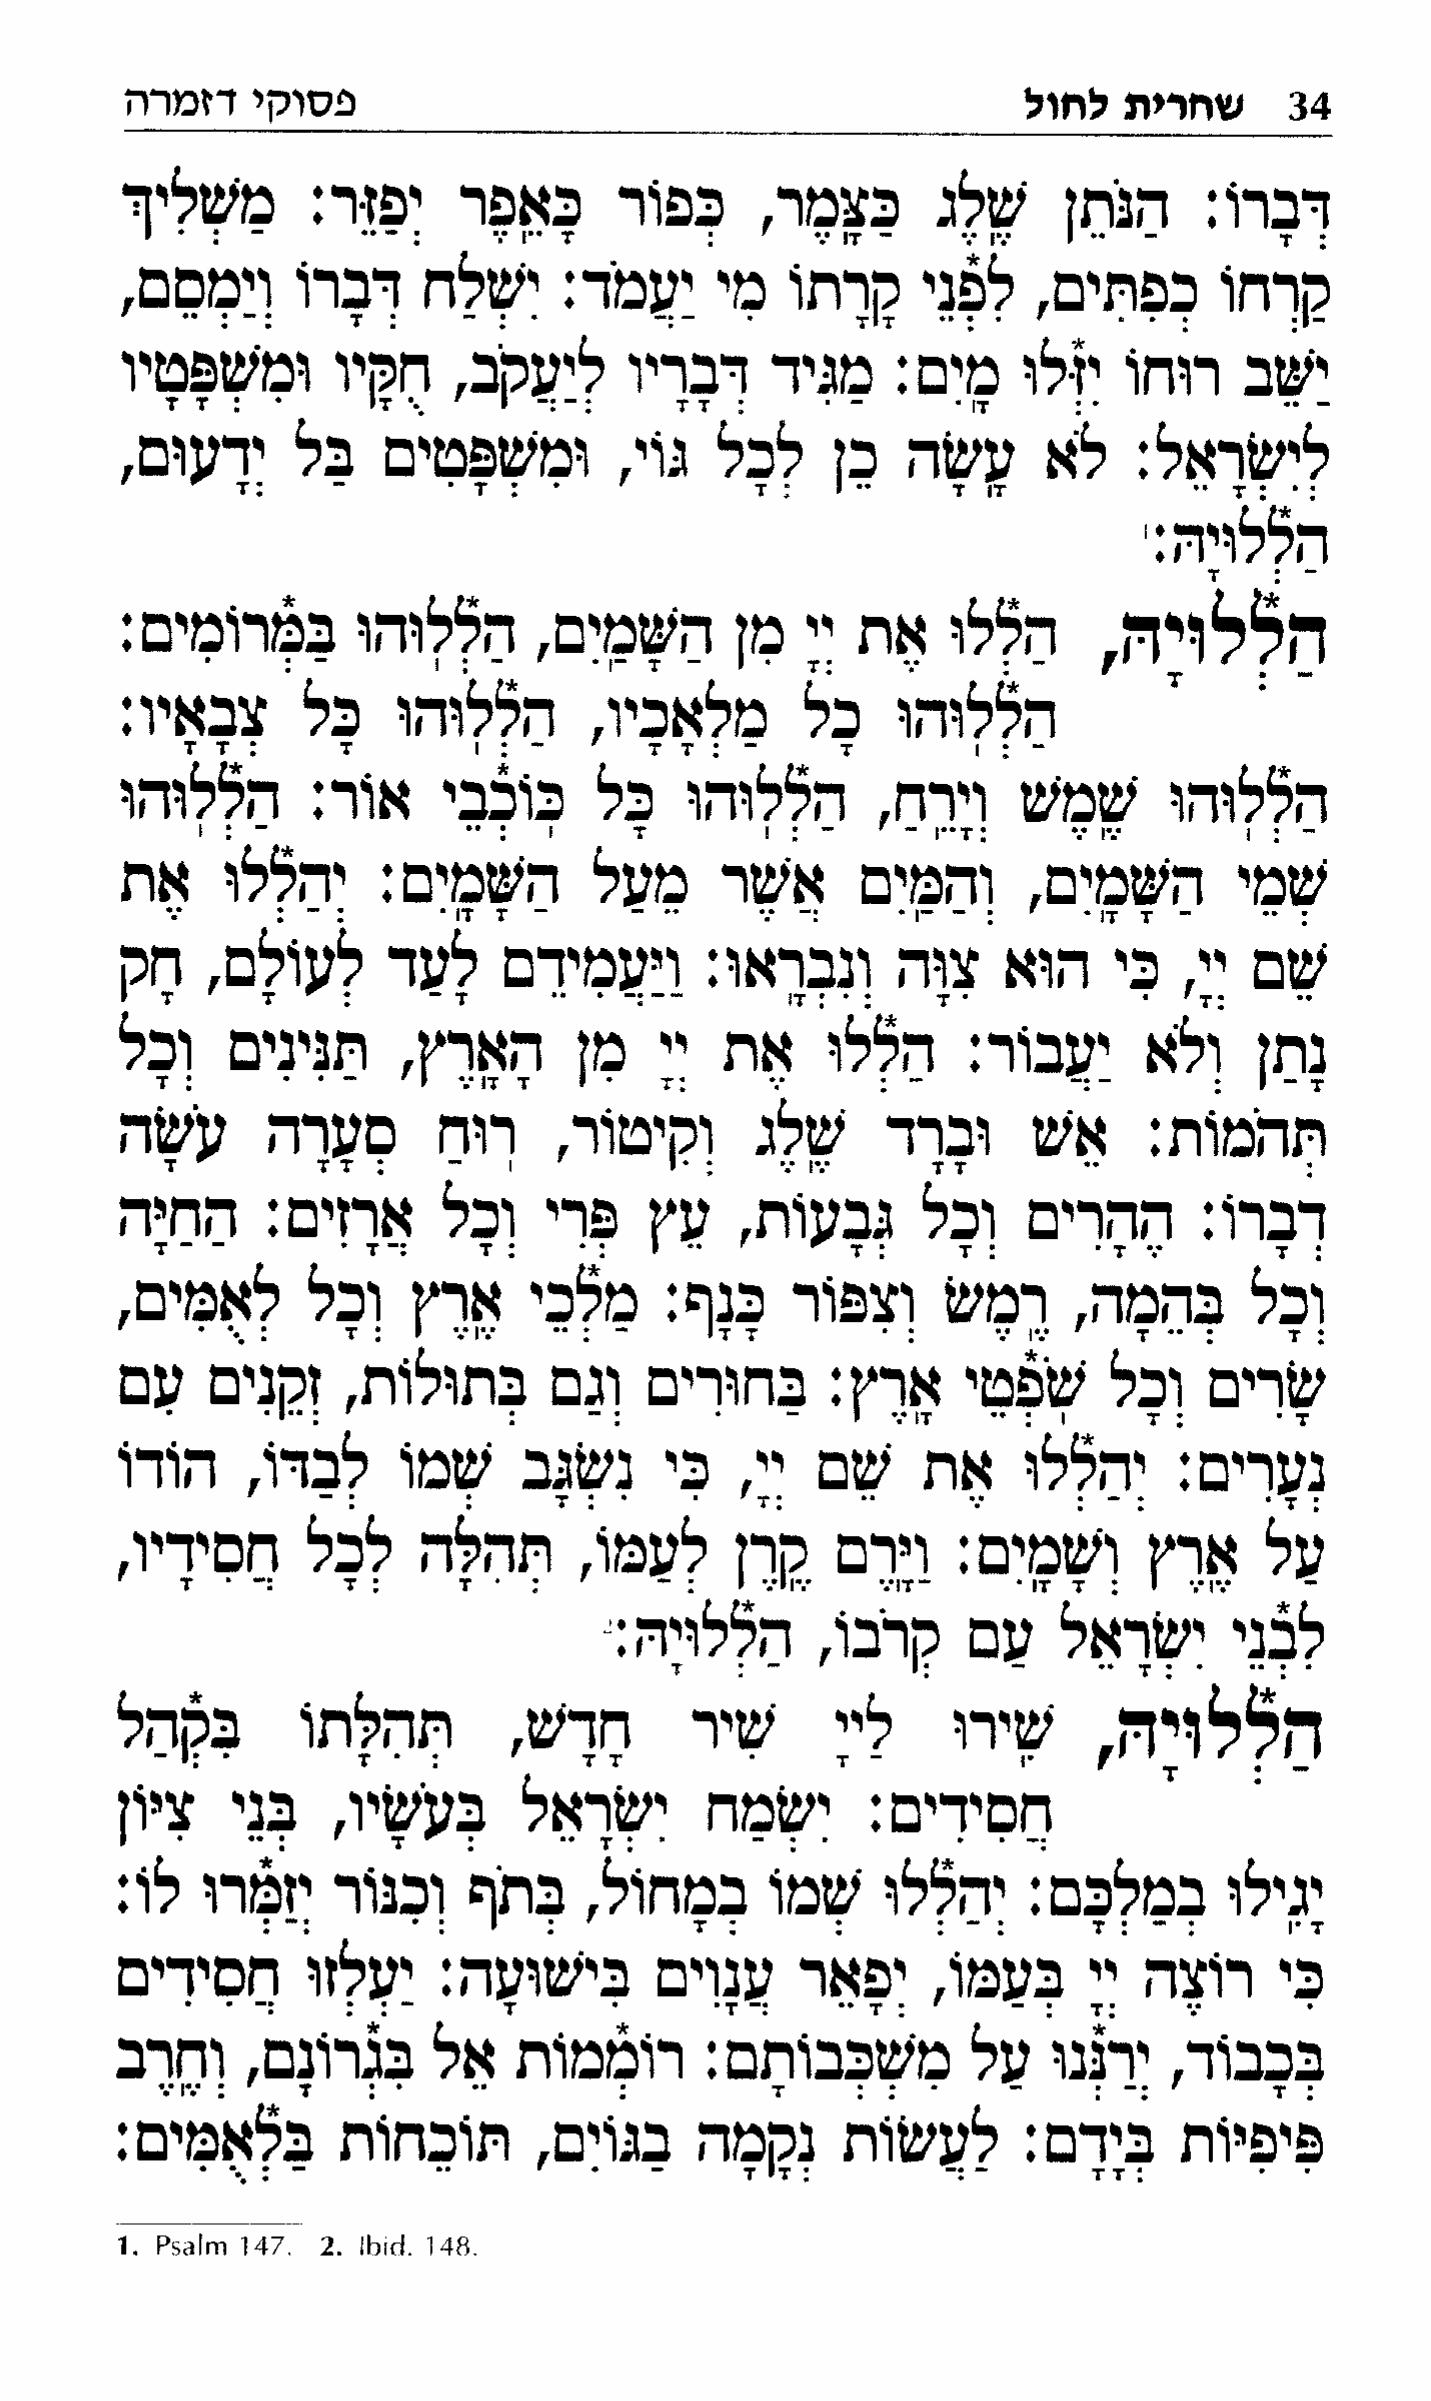 34 שחרית לחול פסוקי דזמרה
דְּבָרוֹ: הַנֹּתֵן שֶׁלֶג כַּצָּמֶר, כְּפוֹר כָּאֵפֶר יְפַזֵּר: מַשְׁלִיךְ
קַרְחוֹ כְפִתִּים, לִפְ*נֵי קָרָתוֹ מִי יַעֲמֹד: יִשְׁלַח דְּבָרוֹ וְיַמְסֵם,
יַשֵּׁב רוּחוֹ יִזְּ*לוּ מָיִם: מַגִּיד דְּבָרָיו לְיַעֲקֹב, חֻקָּיו וּמִשְׁפָּטָיו
לְיִשְׂרָאֵל: לֹא עָשָׂה כֵן לְכָל גּוֹי, וּמִשְׁפָּטִים בַּל יְדָעוּם,
הַלְ*לוּיָהּ:¹
הַלְ*לוּיָהּ, הַלְ*לוּ אֶת יְיָ מִן הַשָּׁמַיִם, הַלְ*לוּהוּ בַּמְּ*רוֹמִים:
הַלְ*לוּהוּ כָל מַלְאָכָיו, הַלְ*לוּהוּ כָּל צְבָאָיו:
הַלְ*לוּהוּ שֶׁמֶשׁ וְיָרֵחַ, הַלְ*לוּהוּ כָּל כּוֹכְ*בֵי אוֹר: הַלְ*לוּהוּ
שְׁמֵי הַשָּׁמָיִם, וְהַמַּיִם אֲשֶׁר מֵעַל הַשָּׁמָיִם: יְהַלְ*לוּ אֶת
שֵׁם יְיָ, כִּי הוּא צִוָּה וְנִבְרָאוּ: וַיַּעֲמִידֵם לָעַד לְעוֹלָם, חָק
נָתַן וְלֹא יַעֲבוֹר: הַלְ*לוּ אֶת יְיָ מִן הָאָרֶץ, תַּנִּינִים וְכָל
תְּהֹמוֹת: אֵשׁ וּבָרָד שֶׁלֶג וְקִיטוֹר, רוּחַ סְעָרָה עֹשָׂה
דְבָרוֹ: הֶהָרִים וְכָל גְּבָעוֹת, עֵץ פְּרִי וְכָל אֲרָזִים: הַחַיָּה
וְכָל בְּהֵמָה, רֶמֶשׂ וְצִפּוֹר כָּנָף: מַלְ*כֵי אֶרֶץ וְכָל לְאֻמִּים,
שָׂרִים וְכָל שֹׁפְ*טֵי אָרֶץ: בַּחוּרִים וְגַם בְּתוּלוֹת, זְקֵנִים עִם
נְעָרִים: יְהַלְ*לוּ אֶת שֵׁם יְיָ, כִּי נִשְׂגָּב שְׁמוֹ לְבַדּוֹ, הוֹדוֹ
עַל אֶרֶץ וְשָׁמָיִם: וַיָּרֶם קֶרֶן לְעַמּוֹ, תְּהִלָּה לְכָל חֲסִידָיו,
לִבְ*נֵי יִשְׂרָאֵל עַם קְרֹבוֹ, הַלְ*לוּיָהּ:²
הַלְ*לוּיָהּ, שִׁירוּ לַייָ שִׁיר חָדָשׁ, תְּהִלָּתוֹ בִּקְ*הַל
חֲסִידִים: יִשְׂמַח יִשְׂרָאֵל בְּעֹשָׂיו, בְּנֵי צִיּוֹן
יָגִילוּ בְמַלְכָּם: יְהַלְ*לוּ שְׁמוֹ בְמָחוֹל, בְּתֹף וְכִנּוֹר יְזַמְּ*רוּ לוֹ:
כִּי רוֹצֶה יְיָ בְּעַמּוֹ, יְפָאֵר עֲנָוִים בִּישׁוּעָה: יַעְלְזוּ חֲסִידִים
בְּכָבוֹד, יְרַנְּ*נוּ עַל מִשְׁכְּבוֹתָם: רוֹמְ*מוֹת אֵל בִּגְ*רוֹנָם, וְחֶרֶב
פִּיפִיּוֹת בְּיָדָם: לַעֲשׂוֹת נְקָמָה בַגּוֹיִם, תּוֹכֵחוֹת בַּלְ*אֻמִּים:
1. Psalm 147. 2. Ibid. 148.